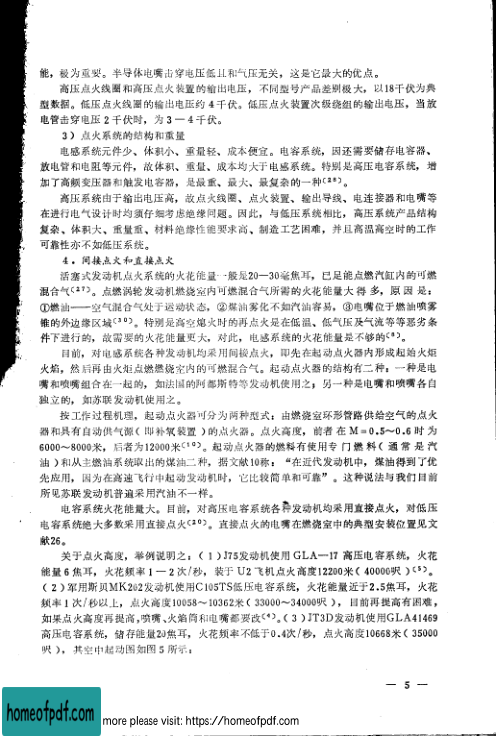 能，极为重要。半导体电嘴击穿电压低且和气压无关，这是它最大的优点。
高压点火线圈和高压点火装置的输出电压，不同型号产品差别极大，以18千伏为典
型数据。低压点火线圈的输出电压约4千伏。低压点火装置次级绕组的输出电压，当放
电管击穿电压2千伏时，为3—4千伏。
3）点火系统的结构和重量
电感系统元件少、体积小、重量轻、成本便宜。电容系统，因还需要储存电容器、
放电管和电阻等元件，故体积、重量、成本均大于电感系统。特别是高压电容系统，增
加了高频变压器和触发电容器，是最重、最大、最复杂的一种〔²⁸〕。
高压系统由于输出电压高，故点火线圈、点火装置、输出导线、电连接器和电嘴等
在进行电气设计时均须仔细考虑绝缘问题。因此，与低压系统相比，高压系统产品结构
复杂、体积大、重量重、材料绝缘性能要求高、制造工艺困难，并且高温高空时的工作
可靠性亦不如低压系统。
4．间接点火和直接点火
活塞式发动机点火系统的火花能量一般是20—30毫焦耳，已足能点燃汽缸内的可燃
混合气〔²⁷〕。点燃涡轮发动机燃烧室内可燃混合气所需的火花能量大得多，原因是：
①燃油——空气混合气处于运动状态，②煤油雾化不如汽油容易，③电嘴位于燃油喷雾
锥的外边缘区域〔³⁰〕。特别是高空熄火时的再点火是在低温、低气压及气流等等恶劣条
件下进行的，故需要的火花能量更大，对此，电感系统的火花能量是不够的〔⁸〕。
目前，对电感系统各种发动机均采用间接点火，即先在起动点火器内形成起始火炬
火焰，然后再由火炬点燃燃烧室内的可燃混合气。起动点火器的结构有二种：一种是电
嘴和喷嘴组合在一起的，如法国的阿都斯特等发动机使用之；另一种是电嘴和喷嘴各自
独立的，如苏联发动机使用之。
按工作过程机理，起动点火器可分为两种型式：由燃烧室环形管路供给空气的点火
器和具有自动供气源（即补氧装置）的点火器。点火高度，前者在M＝0.5～0.6时为
6000～8000米，后者为12000米〔¹⁰〕。起动点火器的燃料有使用专门燃料（通常是汽
油）和从主燃油系统取出的煤油二种，据文献10称：“在近代发动机中，煤油得到了优
先应用，因为在高速飞行中起动发动机时，它比较简单和可靠”。这种说法与我们目前
所见苏联发动机普遍采用汽油不一样。
电容系统火花能量大。目前，对高压电容系统各种发动机均采用直接点火，对低压
电容系统绝大多数采用直接点火〔²⁰〕。直接点火的电嘴在燃烧室中的典型安装位置见文
献26。
关于点火高度，举例说明之：（1）J75发动机使用GLA—17高压电容系统，火花
能量6焦耳，火花频率1—2次/秒，装于U2飞机点火高度12200米（40000呎）〔⁵〕。
（2）军用斯贝MK202发动机使用C105TS低压电容系统，火花能量近于2.5焦耳，火花
频率1次/秒以上，点火高度10058～10362米（33000～34000呎），目前再提高有困难，
如果点火高度再提高，喷嘴、火焰筒和电嘴都要改〔⁴〕。（3）JT3D发动机使用GLA41469
高压电容系统，储存能量20焦耳，火花频率不低于0.4次/秒，点火高度10668米（35000
呎），其空中起动图如图5所示：
— 5 —
homeofpdf.com
more please visit: https://homeofpdf.com